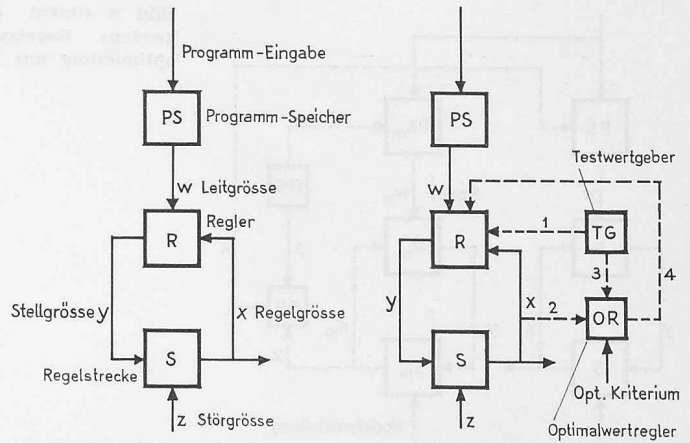 Programm-Eingabe
PS
Programm-Speicher
w Leitgrösse
Regler
R
Stellgrösse y
x Regelgrösse
S
Regelstrecke
z Störgrösse
PS
Testwertgeber
w
R
1
TG
3
4
y
x
2
OR
S
Opt. Kriterium
z
Optimalwertregler